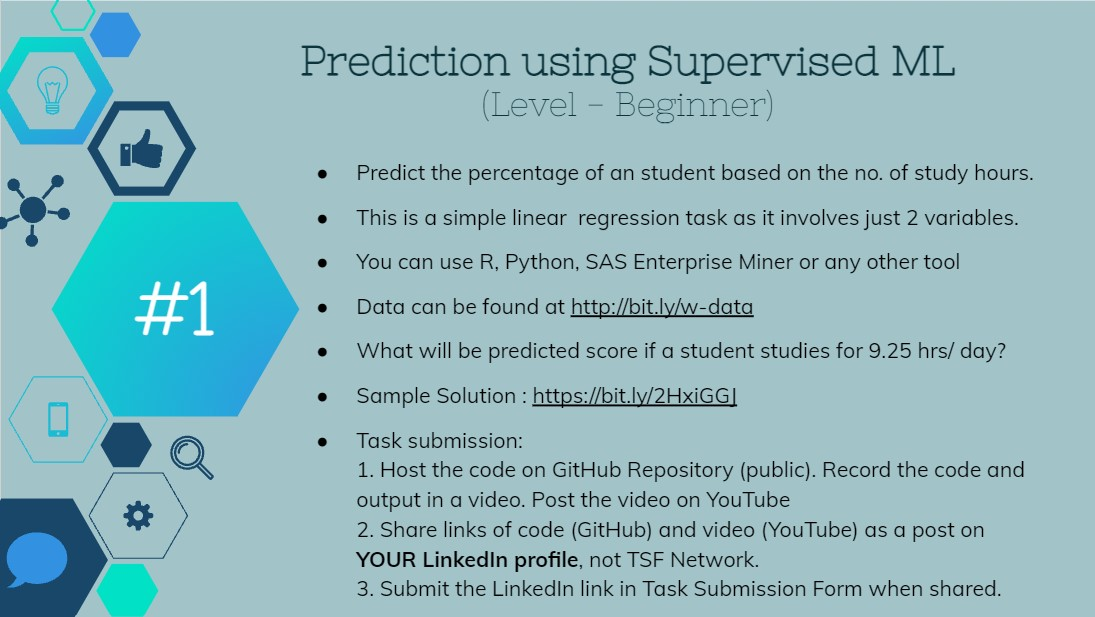 Prediction using Supervised ML
(Level - Beginner)
● Predict the percentage of an student based on the no. of study hours.
● This is a simple linear regression task as it involves just 2 variables.
● You can use R, Python, SAS Enterprise Miner or any other tool
● Data can be found at http://bit.ly/w-data
● What will be predicted score if a student studies for 9.25 hrs/ day?
● Sample Solution : https://bit.ly/2HxiGGJ
● Task submission:
1. Host the code on GitHub Repository (public). Record the code and
output in a video. Post the video on YouTube
2. Share links of code (GitHub) and video (YouTube) as a post on
YOUR LinkedIn profile, not TSF Network.
3. Submit the LinkedIn link in Task Submission Form when shared.
#1